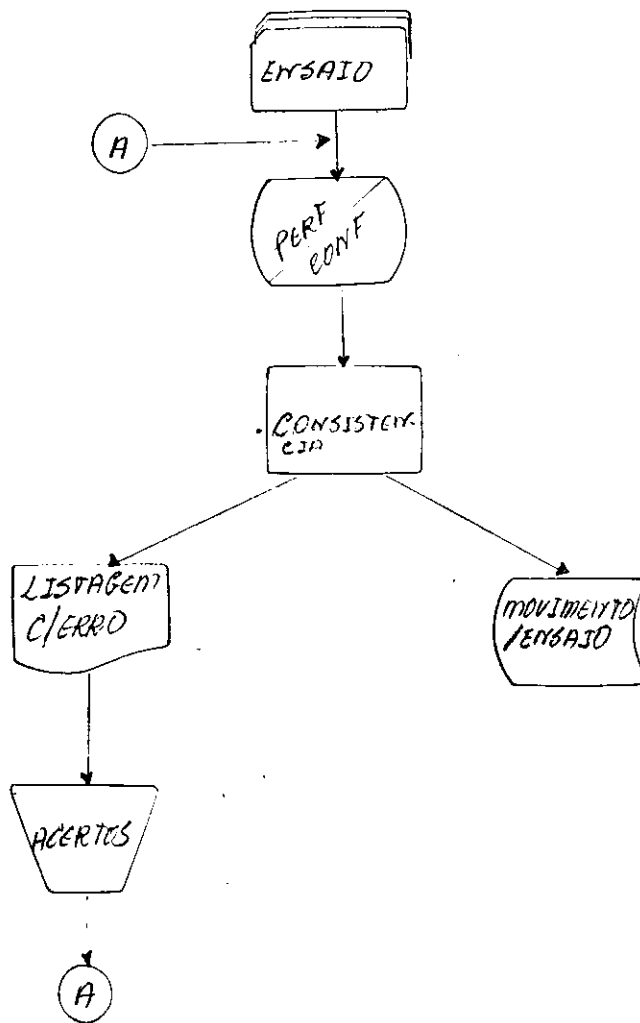 ENSAIO
A
PERF
CONF
CONSISTEN-
CIA
LISTAGEM
C/ERRO
MOVIMENTO
/ENSAIO
ACERTOS
A